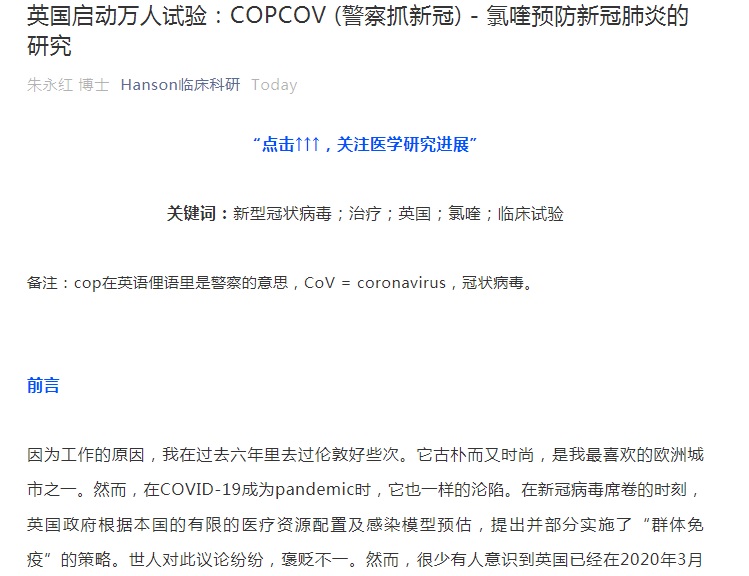 英国启动万人试验：COPCOV (警察抓新冠) - 氯喹预防新冠肺炎的
研究
朱永红 博士 Hanson临床科研 Today
“点击↑↑↑，关注医学研究进展”
关键词：新型冠状病毒；治疗；英国；氯喹；临床试验
备注：cop在英语俚语里是警察的意思，CoV = coronavirus，冠状病毒。
前言
因为工作的原因，我在过去六年里去过伦敦好些次。它古朴而又时尚，是我最喜欢的欧洲城
市之一。然而，在COVID-19成为pandemic时，它也一样的沦陷。在新冠病毒席卷的时刻，
英国政府根据本国的有限的医疗资源配置及感染模型预估，提出并部分实施了“群体免
疫”的策略。世人对此议论纷纷，褒贬不一。然而，很少有人意识到英国已经在2020年3月